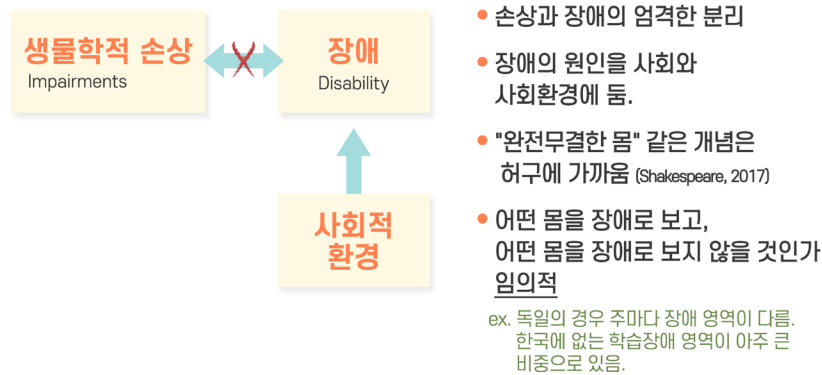 생물학적 손상
Impairments
장애
Disability
사회적
환경
• 손상과 장애의 엄격한 분리
• 장애의 원인을 사회와
사회환경에 둠.
• "완전무결한 몸" 같은 개념은
허구에 가까움 (Shakespeare, 2017)
• 어떤 몸을 장애로 보고,
어떤 몸을 장애로 보지 않을 것인가
임의적
ex. 독일의 경우 주마다 장애 영역이 다름.
한국에 없는 학습장애 영역이 아주 큰
비중으로 있음.